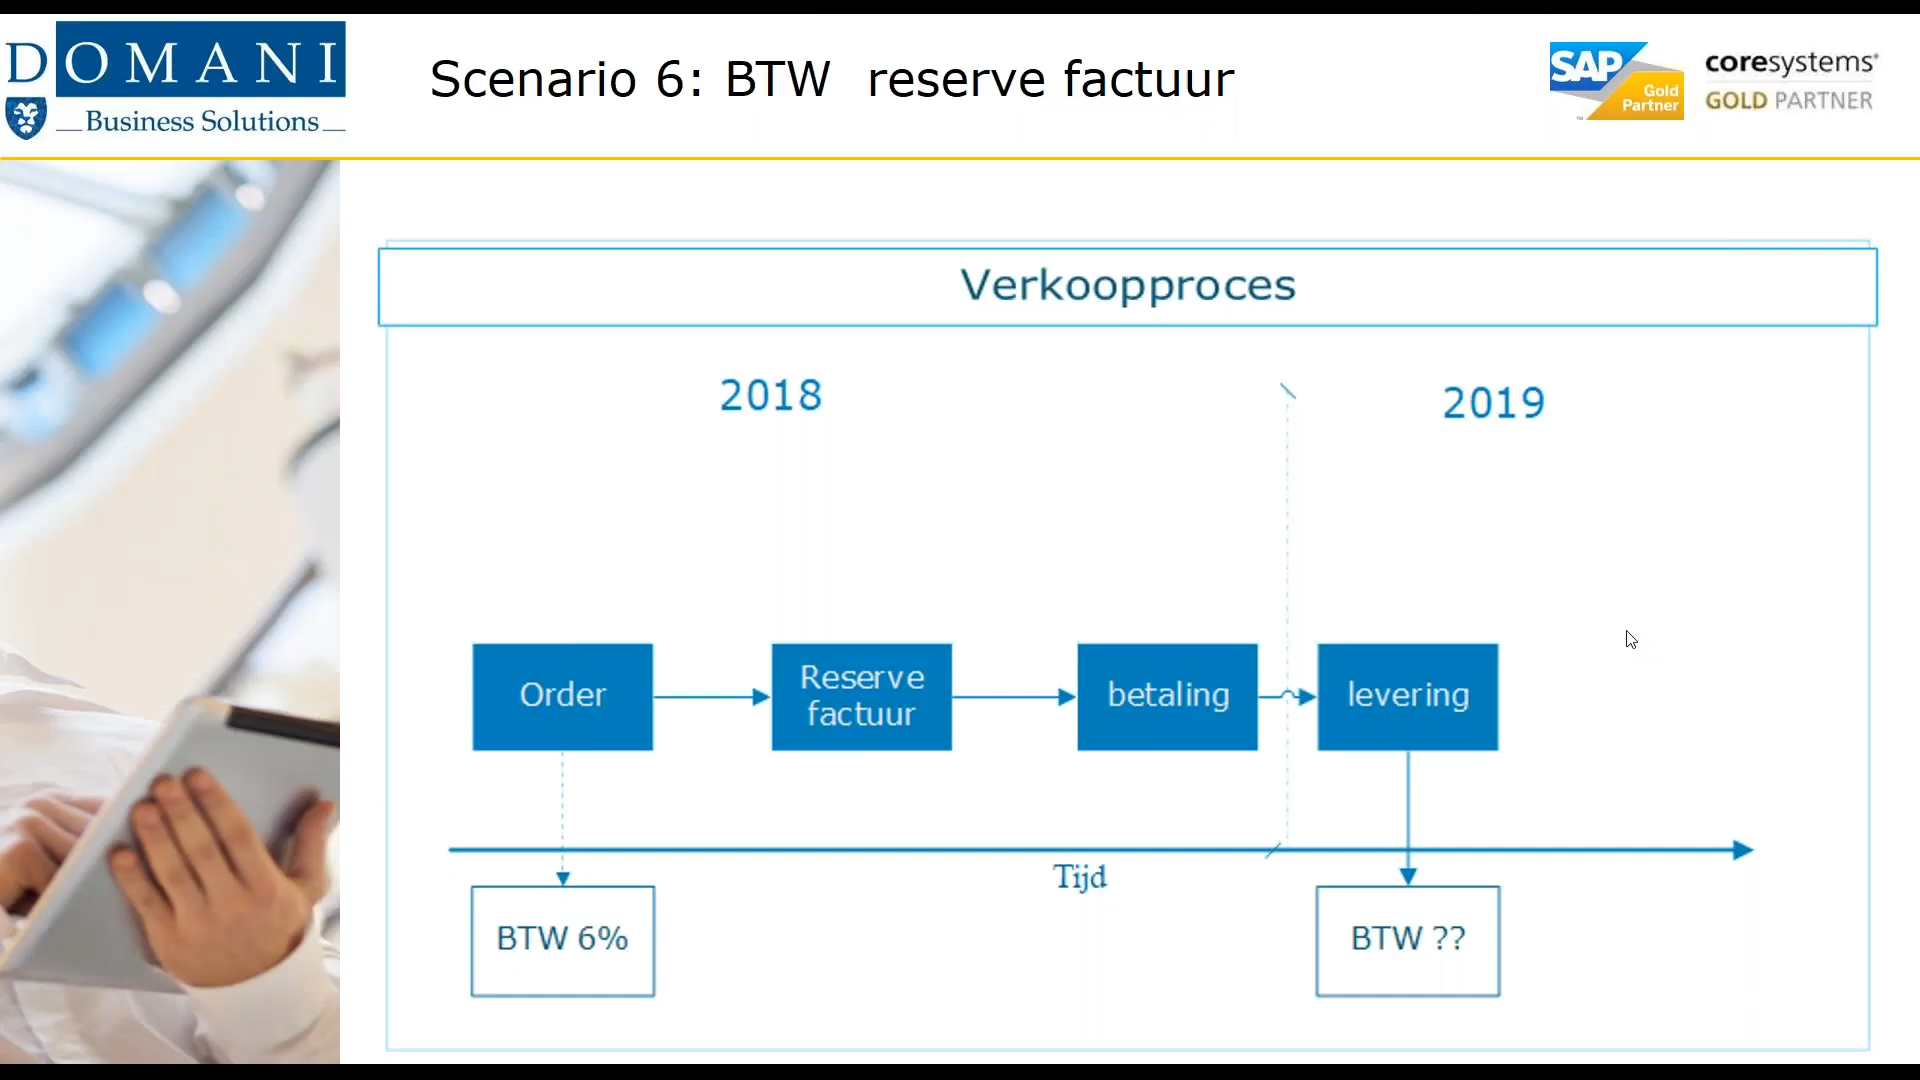 DOMANI
Business Solutions
Scenario 6: BTW reserve factuur
SAP
Gold
Partner
™
coresystems®
GOLD PARTNER
Verkoopproces
2018
2019
Order
Reserve
factuur
betaling
levering
Tijd
BTW 6%
BTW ??